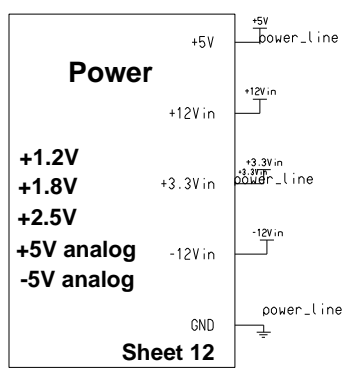 +5V
+5V power_line
Power
+12Vin
+12Vin
+3.3Vin
+3.3Vin
+1.2V
+3.3Vin power_line
+1.8V
+2.5V
-12Vin
+5V analog -12Vin
-5V analog
power_line
GND
Sheet 12